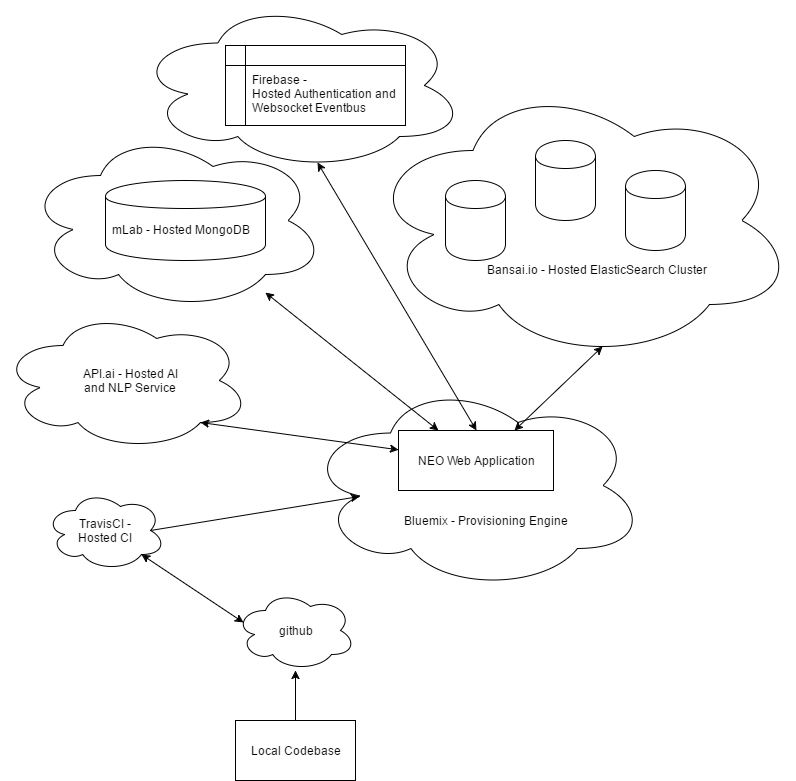 Firebase -
Hosted Authentication and
Websocket Eventbus
mLab - Hosted MongoDB
Bansai.io - Hosted ElasticSearch Cluster
API.ai - Hosted AI
and NLP Service
NEO Web Application
Bluemix - Provisioning Engine
TravisCI -
Hosted CI
github
Local Codebase